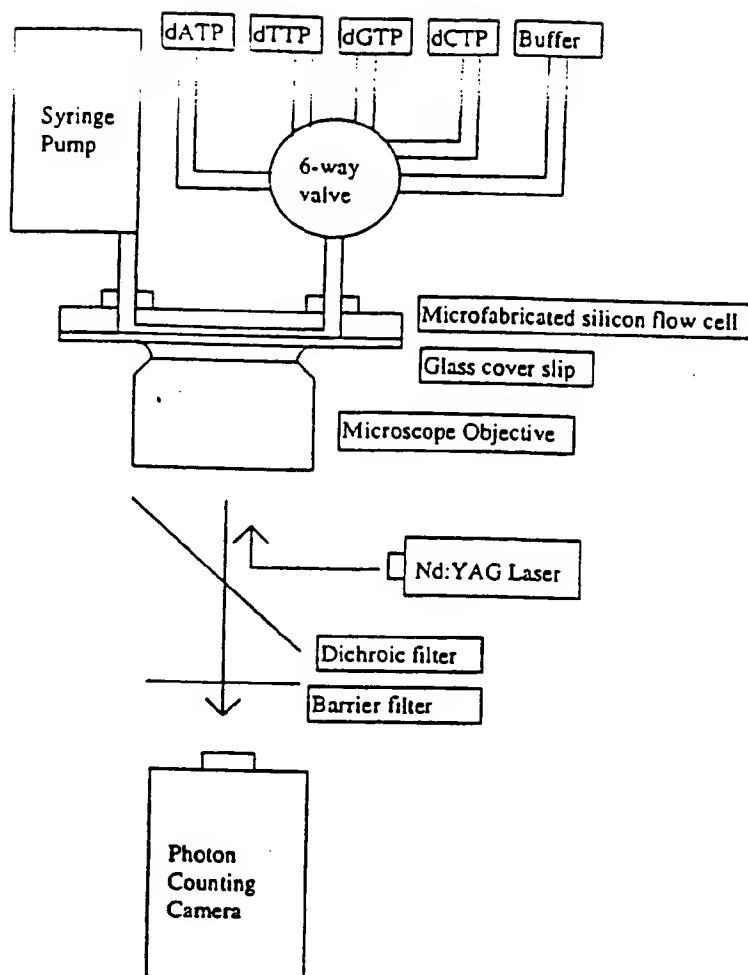 dATP
dTTP
dGTP
dCTP
Buffer
Syringe
Pump
6-way
valve
Microfabricated silicon flow cell
Glass cover slip
Microscope Objective
Nd:YAG Laser
Dichroic filter
Barrier filter
Photon
Counting
Camera